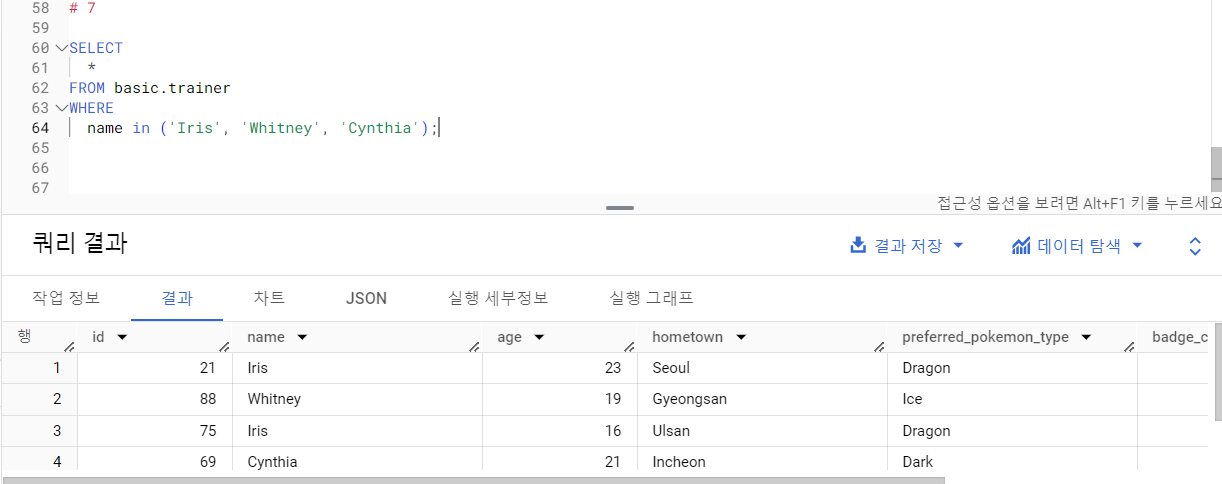 58 # 7
59
60 SELECT
61 *
62 FROM basic.trainer
63 WHERE
64 name in ('Iris', 'Whitney', 'Cynthia');
65
66
67
접근성 옵션을 보려면 Alt+F1 키를 누르세요
쿼리 결과 결과 저장 데이터 탐색
작업 정보 결과 차트 JSON 실행 세부정보 실행 그래프
행 id name age hometown preferred_pokemon_type badge_c
1 21 Iris 23 Seoul Dragon
2 88 Whitney 19 Gyeongsan Ice
3 75 Iris 16 Ulsan Dragon
4 69 Cynthia 21 Incheon Dark